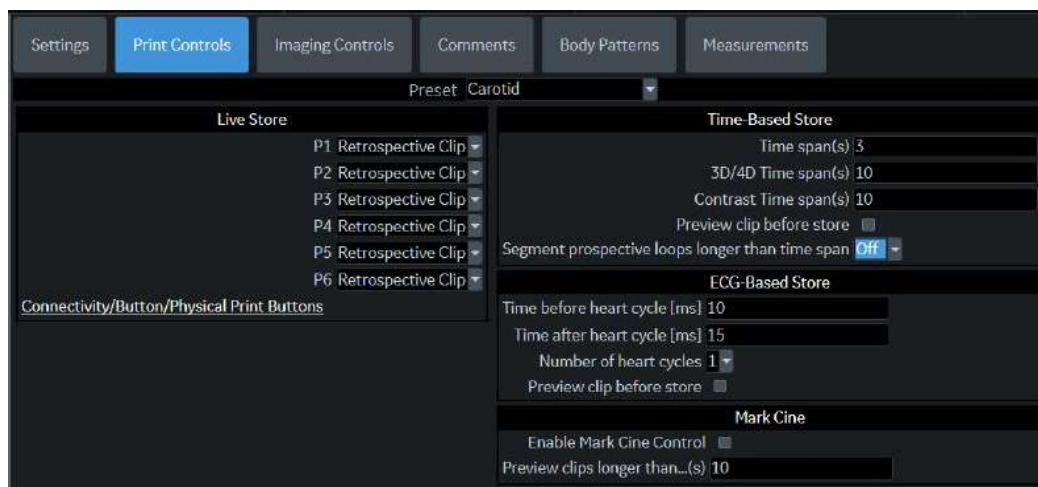 Settings
Print Controls
Imaging Controls
Comments
Body Patterns
Measurements
Preset Carotid
Live Store
P1 Retrospective Clip
P2 Retrospective Clip
P3 Retrospective Clip
P4 Retrospective Clip
P5 Retrospective Clip
P6 Retrospective Clip
Connectivity/Button/Physical Print Buttons
Time-Based Store
Time span(s) 3
3D/4D Time span(s) 10
Contrast Time span(s) 10
Preview clip before store
Segment prospective loops longer than time span Off
ECG-Based Store
Time before heart cycle [ms] 10
Time after heart cycle [ms] 15
Number of heart cycles 1
Preview clip before store
Mark Cine
Enable Mark Cine Control
Preview clips longer than...(s) 10